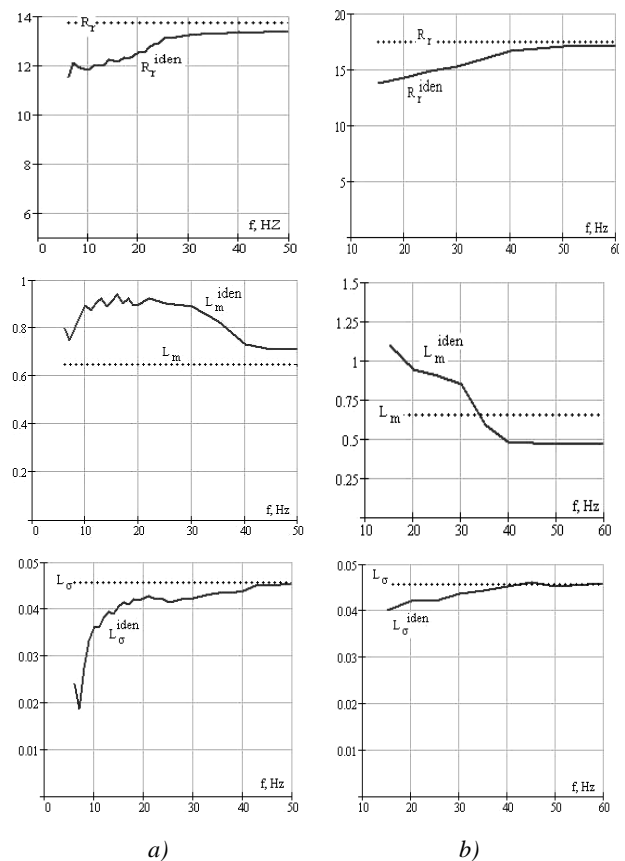 14
12
10
8
6
R_r
R_r^iden
f, HZ
0 10 20 30 40 50
20
15
10
5
R_r
R_r^iden
f, Hz
10 20 30 40 50 60
1
0.8
0.6
0.4
0.2
L_m^iden
L_m
f, Hz
0 10 20 30 40 50
1.5
1.25
1
0.75
0.5
0.25
L_m^iden
L_m
f, Hz
10 20 30 40 50 60
0.05
0.04
0.03
0.02
0.01
L_σ
L_σ^iden
f, Hz
0 10 20 30 40 50
0.05
0.04
0.03
0.02
0.01
L_σ
L_σ^iden
f, Hz
10 20 30 40 50 60
a) b)